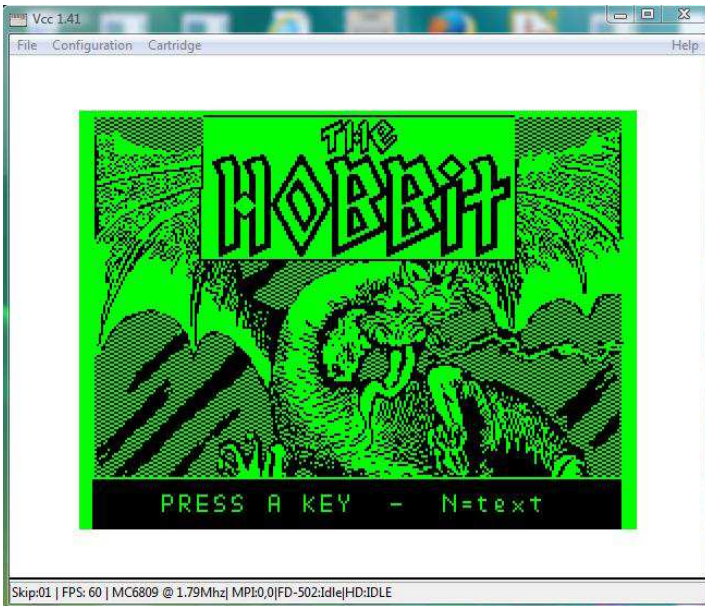 Vcc 1.41
File Configuration Cartridge Help
THE
HOBBit
PRESS A KEY - N=text
Skip:01 | FPS: 60 | MC6809 @ 1.79Mhz| MPI:0,0|FD-502:Idle|HD:IDLE